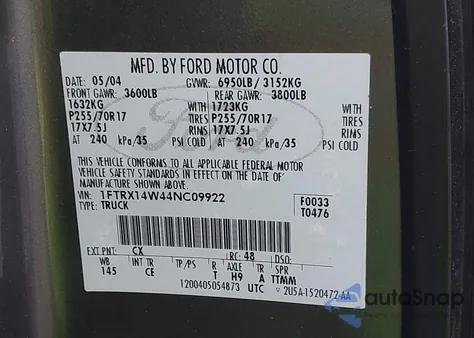 MFD. BY FORD MOTOR CO.
DATE: 05/04 GVWR: 6950LB/ 3152KG
FRONT GAWR: 3600LB REAR GAWR: 3800LB
1632KG WITH 1723KG WITH
P255/70R17 TIRES P255/70R17 TIRES
17X7.5J RIMS 17X7.5J RIMS
AT 240 kPa/35 PSI COLD AT 240 kPa/35 PSI COLD
THIS VEHICLE CONFORMS TO ALL APPLICABLE FEDERAL MOTOR
VEHICLE SAFETY STANDARDS IN EFFECT ON THE DATE OF
MANUFACTURE SHOWN ABOVE.
VIN: 1FTRX14W44NC09922
TYPE: TRUCK
F0033
T0476
EXT PNT: CX RC: 48 DSO:
WB INT TR TP/PS R AXLE TR SPR
145 CE T H9 A TTMM
1200405054873 UTC
2U5A-1520472-AA
Ford
autoSnap